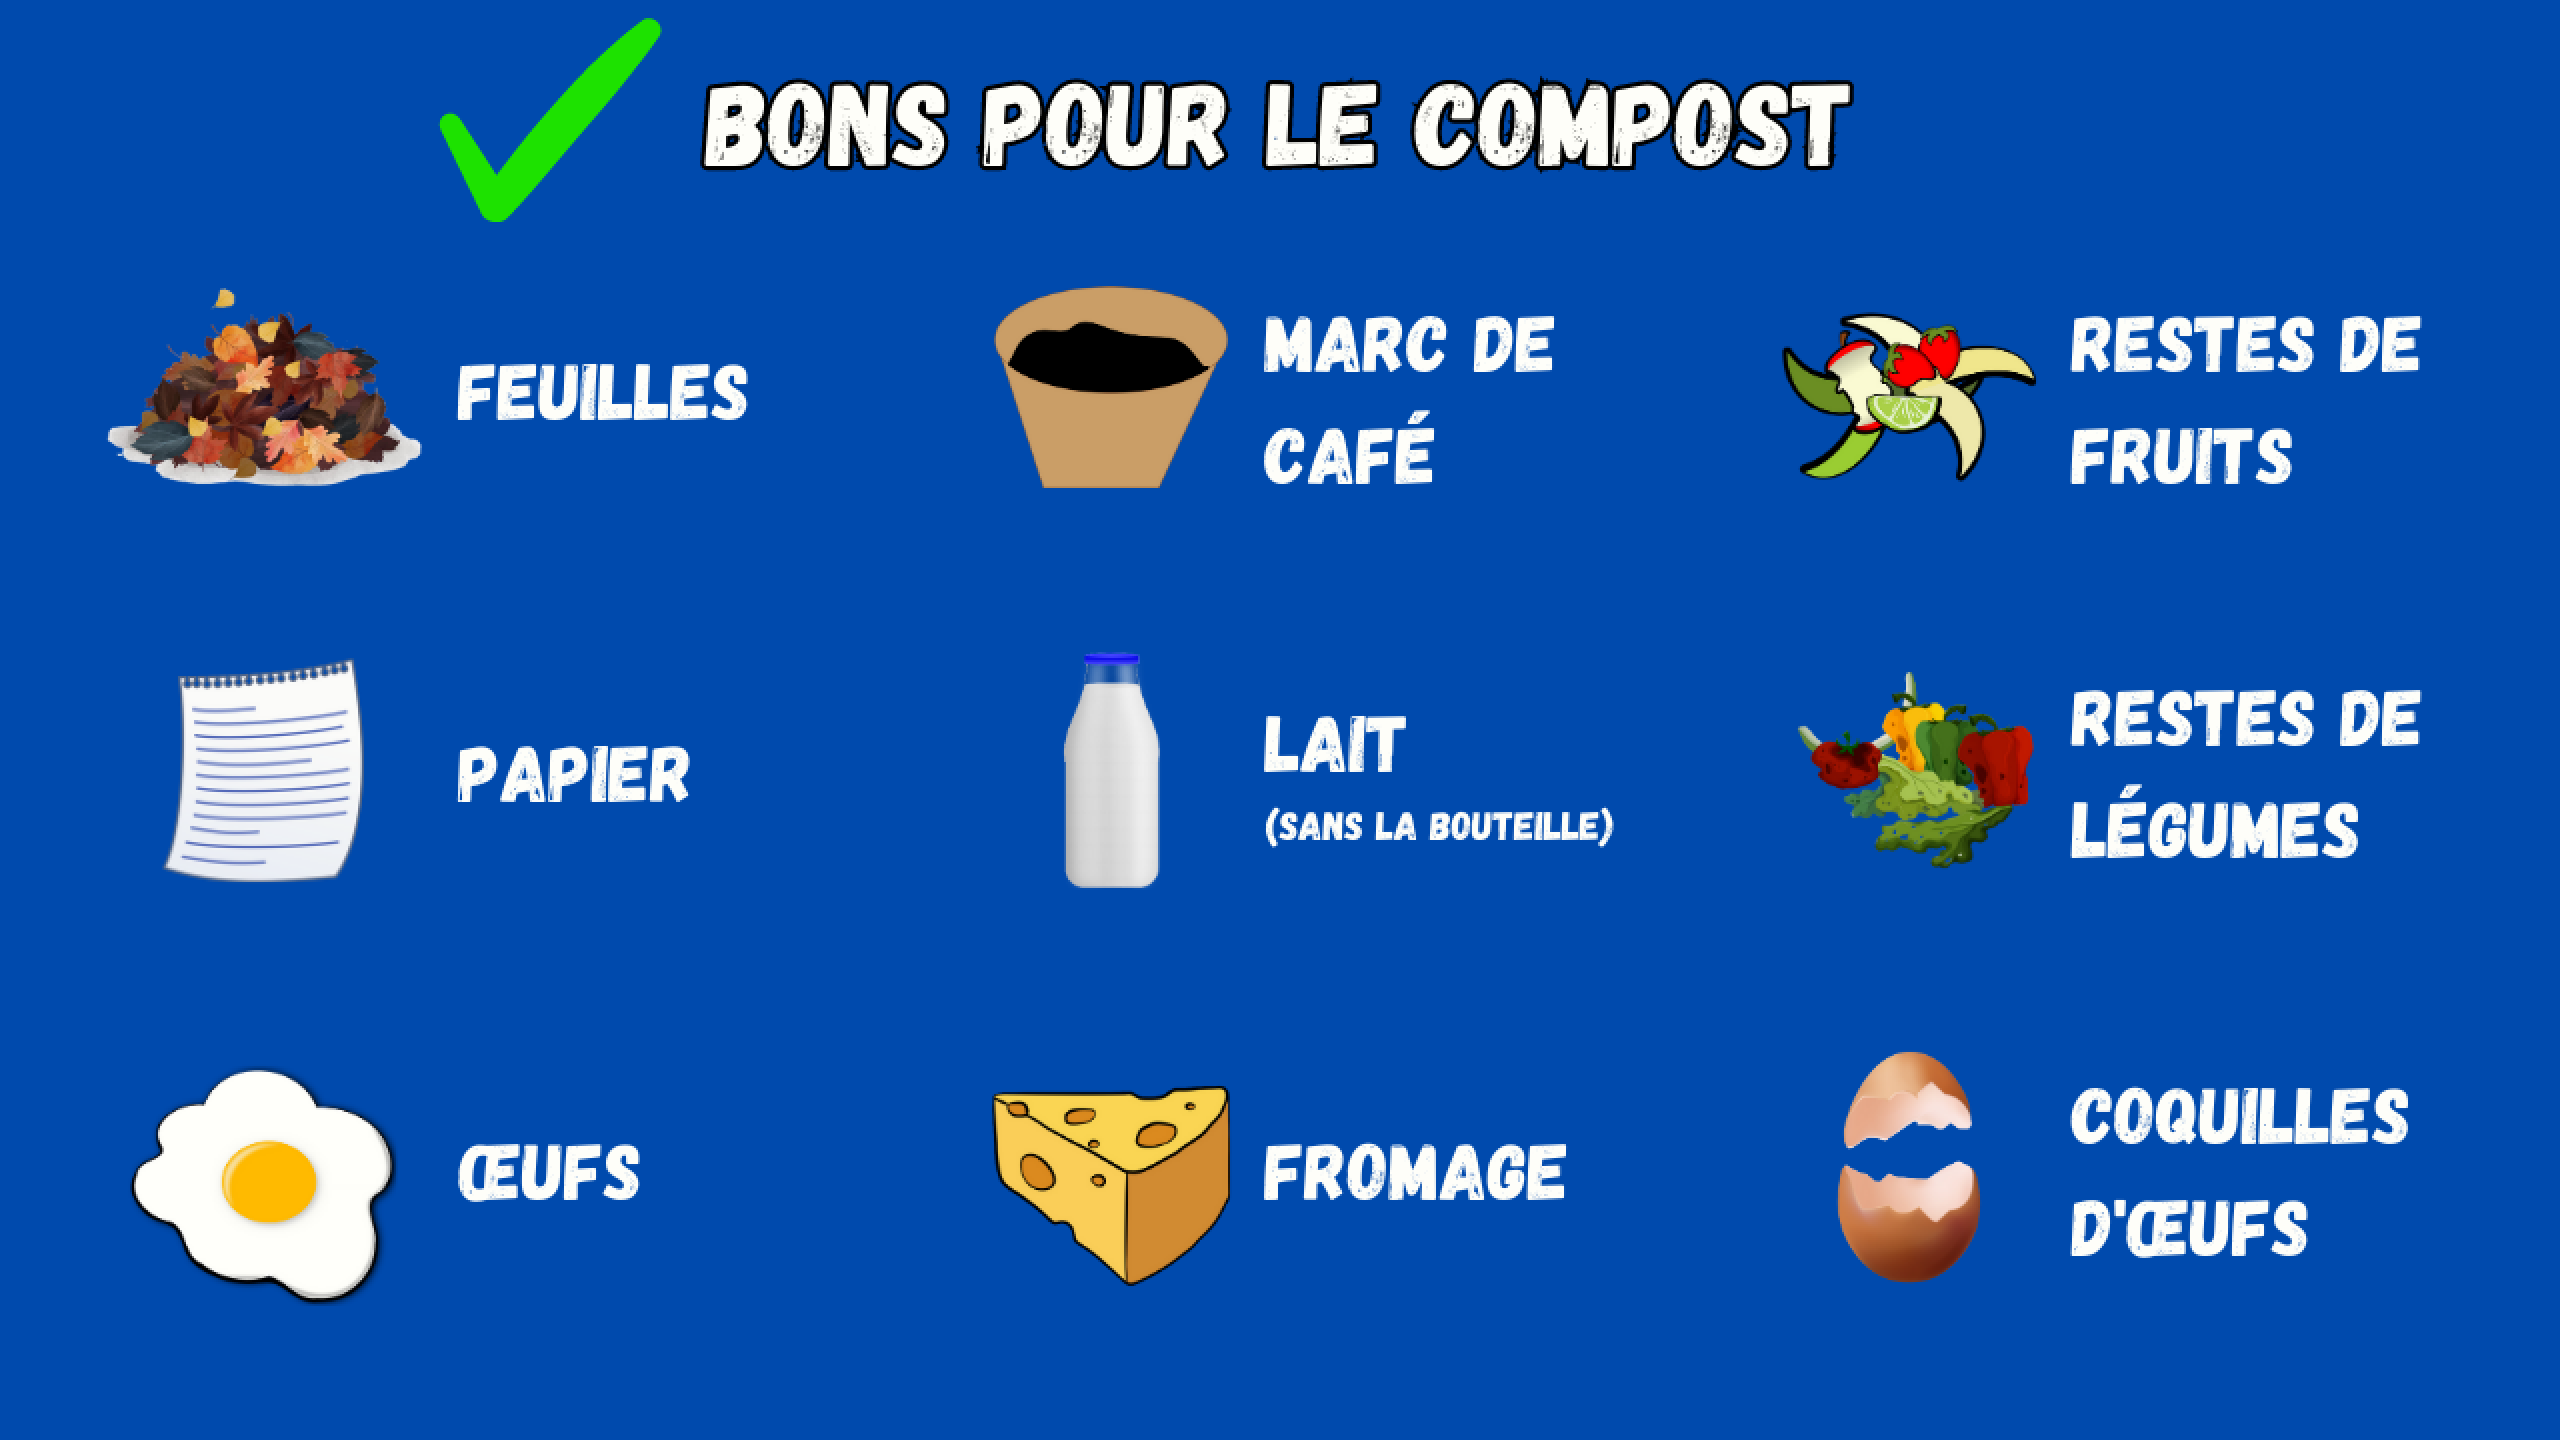 BONS POUR LE COMPOST
FEUILLES
MARC DE
CAFÉ
RESTES DE
FRUITS
PAPIER
LAIT
(SANS LA BOUTEILLE)
RESTES DE
LÉGUMES
ŒUFS
FROMAGE
COQUILLES
D'ŒUFS